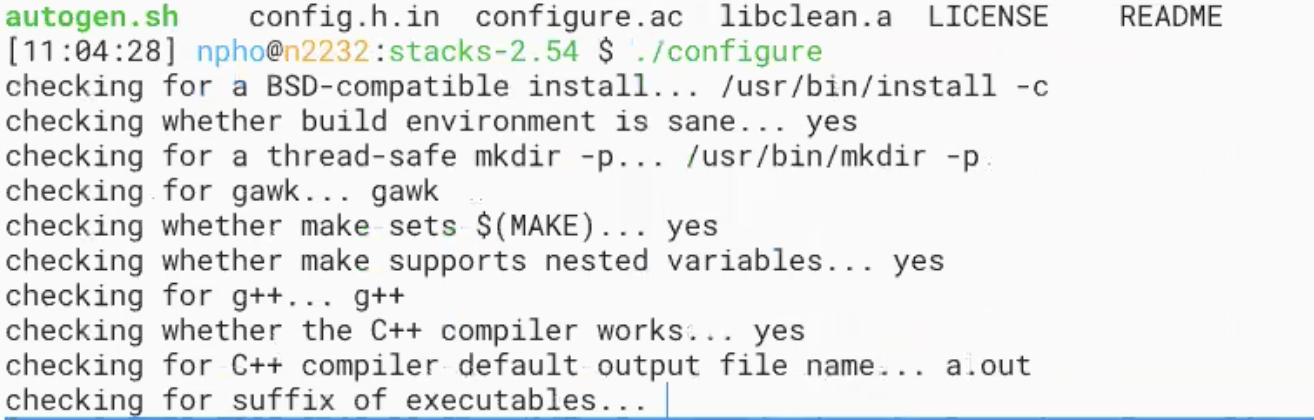 autogen.sh    config.h.in  configure.ac  libclean.a  LICENSE    README
[11:04:28] npho@n2232:stacks-2.54 $ ./configure
checking for a BSD-compatible install... /usr/bin/install -c
checking whether build environment is sane... yes
checking for a thread-safe mkdir -p... /usr/bin/mkdir -p
checking for gawk... gawk
checking whether make sets $(MAKE)... yes
checking whether make supports nested variables... yes
checking for g++... g++
checking whether the C++ compiler works... yes
checking for C++ compiler default output file name... a.out
checking for suffix of executables...